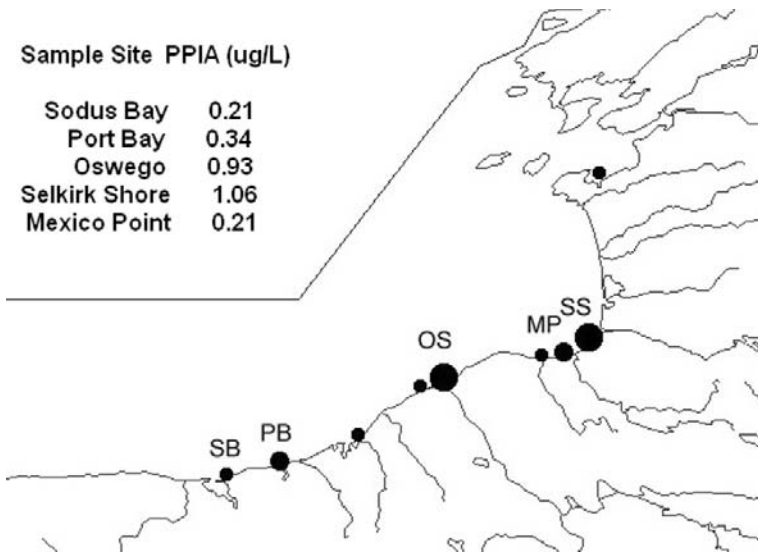 Sample Site PPIA (ug/L)
Sodus Bay 0.21
Port Bay 0.34
Oswego 0.93
Selkirk Shore 1.06
Mexico Point 0.21
SS
MP
OS
PB
SB